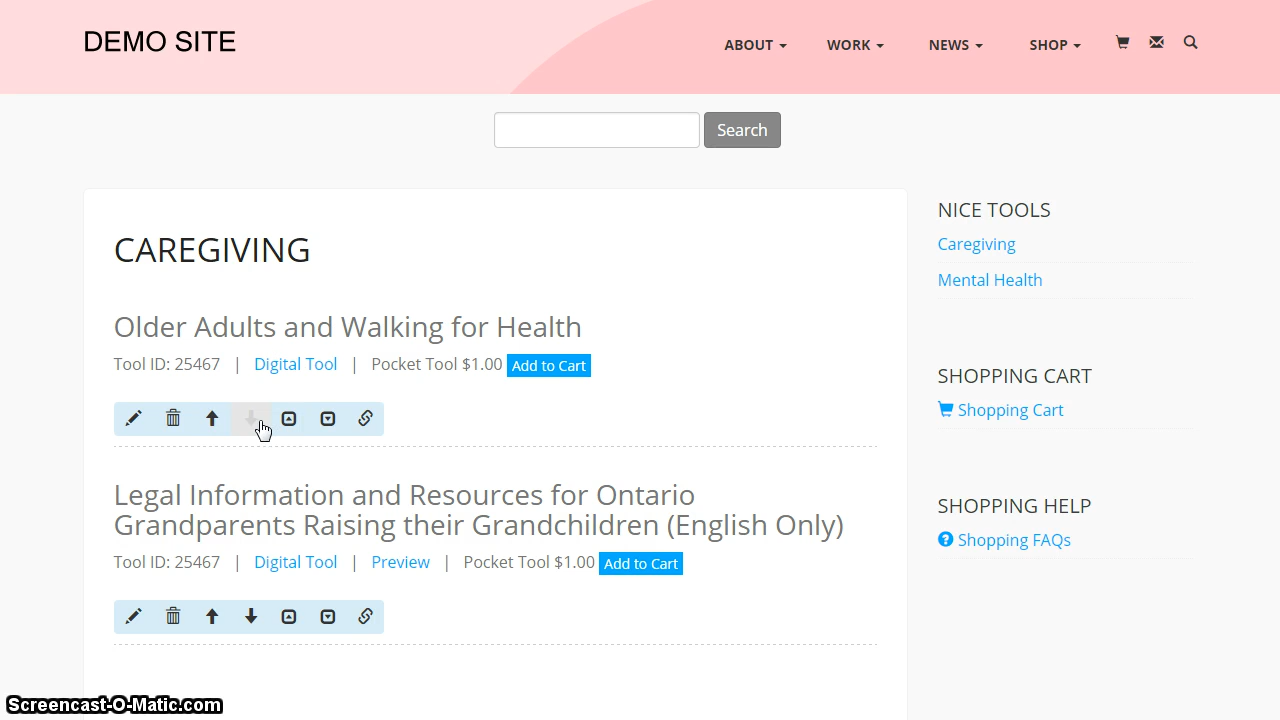 DEMO SITE
ABOUT
WORK
NEWS
SHOP
Search
CAREGIVING
Older Adults and Walking for Health
Tool ID: 25467 | Digital Tool | Pocket Tool $1.00 Add to Cart
Legal Information and Resources for Ontario
Grandparents Raising their Grandchildren (English Only)
Tool ID: 25467 | Digital Tool | Preview | Pocket Tool $1.00 Add to Cart
NICE TOOLS
Caregiving
Mental Health
SHOPPING CART
Shopping Cart
SHOPPING HELP
Shopping FAQs
Screencast-O-Matic.com